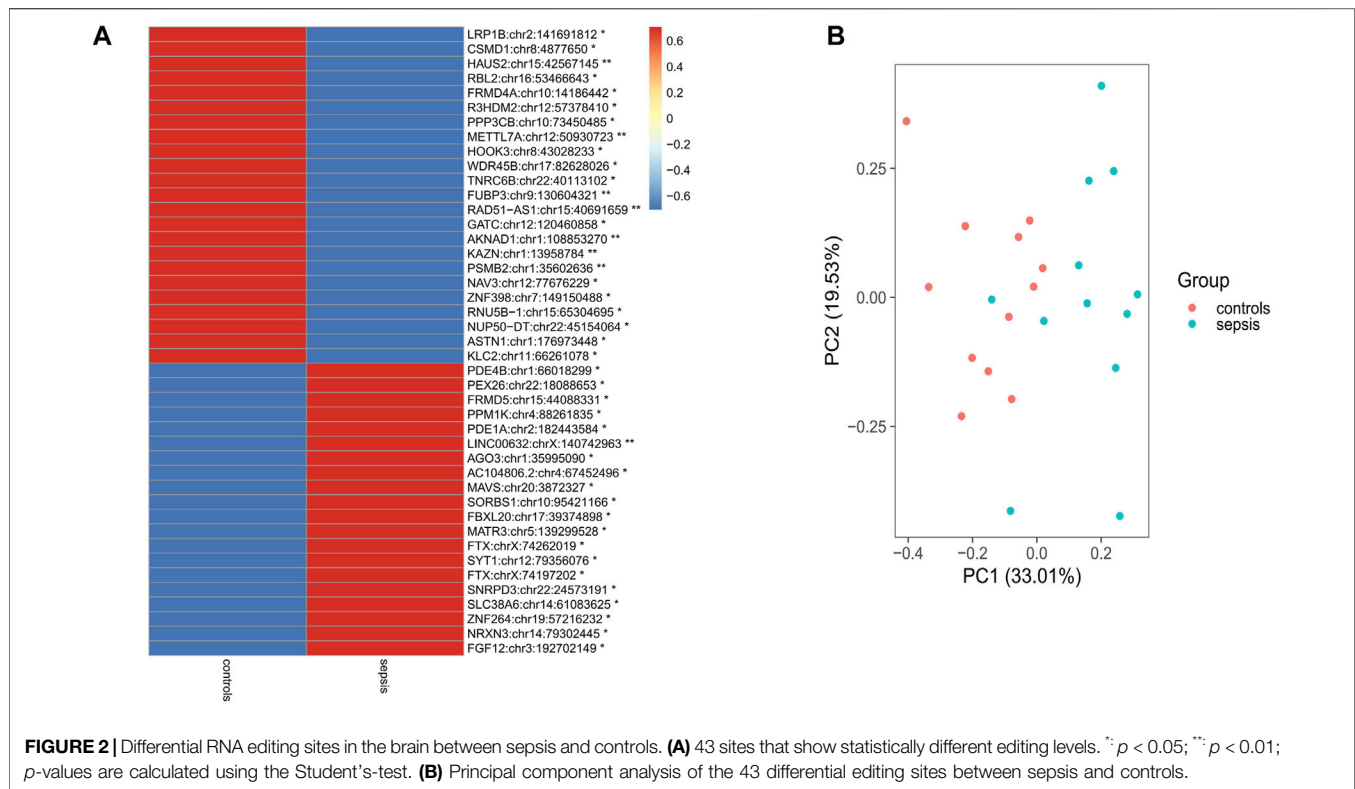 A
LRP1B:chr2:141691812 *
CSMD1:chr8:4877650 *
HAUS2:chr15:42567145 **
RBL2:chr16:53466643 *
FRMD4A:chr10:14186442 *
R3HDM2:chr12:57378410 *
PPP3CB:chr10:73450485 *
METTL7A:chr12:50930723 **
HOOK3:chr8:43028233 *
WDR45B:chr17:82628026 *
TNRC6B:chr22:40113102 *
FUBP3:chr9:130604321 **
RAD51−AS1:chr15:40691659 **
GATC:chr12:120460858 *
AKNAD1:chr1:108853270 **
KAZN:chr1:13958784 **
PSMB2:chr1:35602636 **
NAV3:chr12:77676229 *
ZNF398:chr7:149150488 *
RNU5B−1:chr15:65304695 *
NUP50−DT:chr22:45154064 *
ASTN1:chr1:176973448 *
KLC2:chr11:66261078 *
PDE4B:chr1:66018299 *
PEX26:chr22:18088653 *
FRMD5:chr15:44088331 *
PPM1K:chr4:88261835 *
PDE1A:chr2:182443584 *
LINC00632:chrX:140742963 **
AGO3:chr1:35995090 *
AC104806.2:chr4:67452496 *
MAVS:chr20:3872327 *
SORBS1:chr10:95421166 *
FBXL20:chr17:39374898 *
MATR3:chr5:139299528 *
FTX:chrX:74262019 *
SYT1:chr12:79356076 *
FTX:chrX:74197202 *
SNRPD3:chr22:24573191 *
SLC38A6:chr14:61083625 *
ZNF264:chr19:57216232 *
NRXN3:chr14:79302445 *
FGF12:chr3:192702149 *
controls
sepsis
0.6
0.4
0.2
0
−0.2
−0.4
−0.6
B
PC2 (19.53%)
0.25
0.00
−0.25
−0.4
−0.2
0.0
0.2
PC1 (33.01%)
Group
controls
sepsis
FIGURE 2 | Differential RNA editing sites in the brain between sepsis and controls. (A) 43 sites that show statistically different editing levels. *: p < 0.05; **: p < 0.01;
p-values are calculated using the Student's-test. (B) Principal component analysis of the 43 differential editing sites between sepsis and controls.